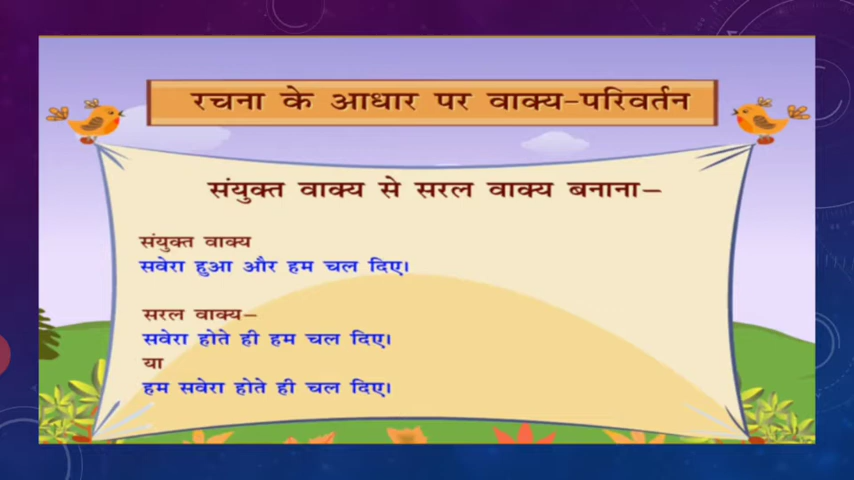 रचना के आधार पर वाक्य-परिवर्तन
संयुक्त वाक्य से सरल वाक्य बनाना–
संयुक्त वाक्य
सवेरा हुआ और हम चल दिए।
सरल वाक्य–
सवेरा होते ही हम चल दिए।
या
हम सवेरा होते ही चल दिए।